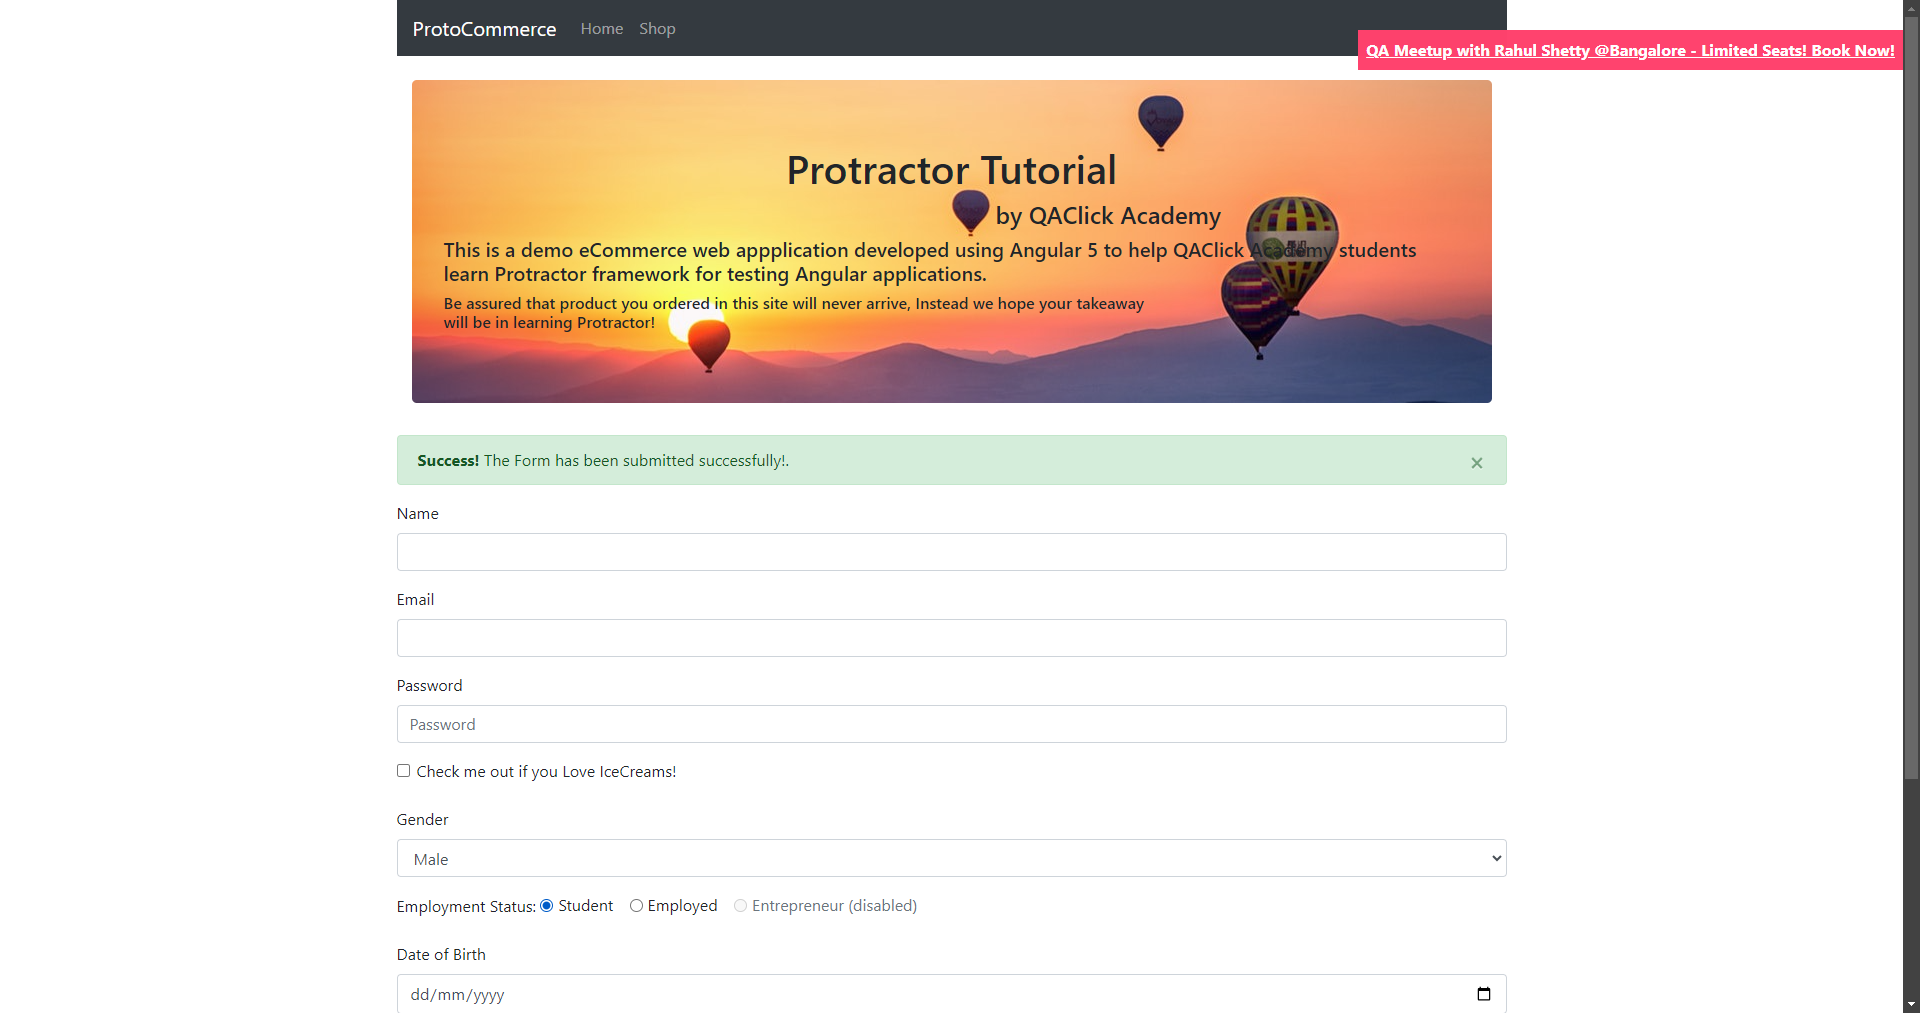 ProtoCommerce Home Shop
QA Meetup with Rahul Shetty @Bangalore - Limited Seats! Book Now!
Protractor Tutorial
by QAClick Academy
This is a demo eCommerce web appplication developed using Angular 5 to help QAClick Academy students
learn Protractor framework for testing Angular applications.
Be assured that product you ordered in this site will never arrive, Instead we hope your takeaway
will be in learning Protractor!
Success! The Form has been submitted successfully!. ×
Name
Email
Password
Password
Check me out if you Love IceCreams!
Gender
Male
Employment Status: Student Employed Entrepreneur (disabled)
Date of Birth
dd/mm/yyyy